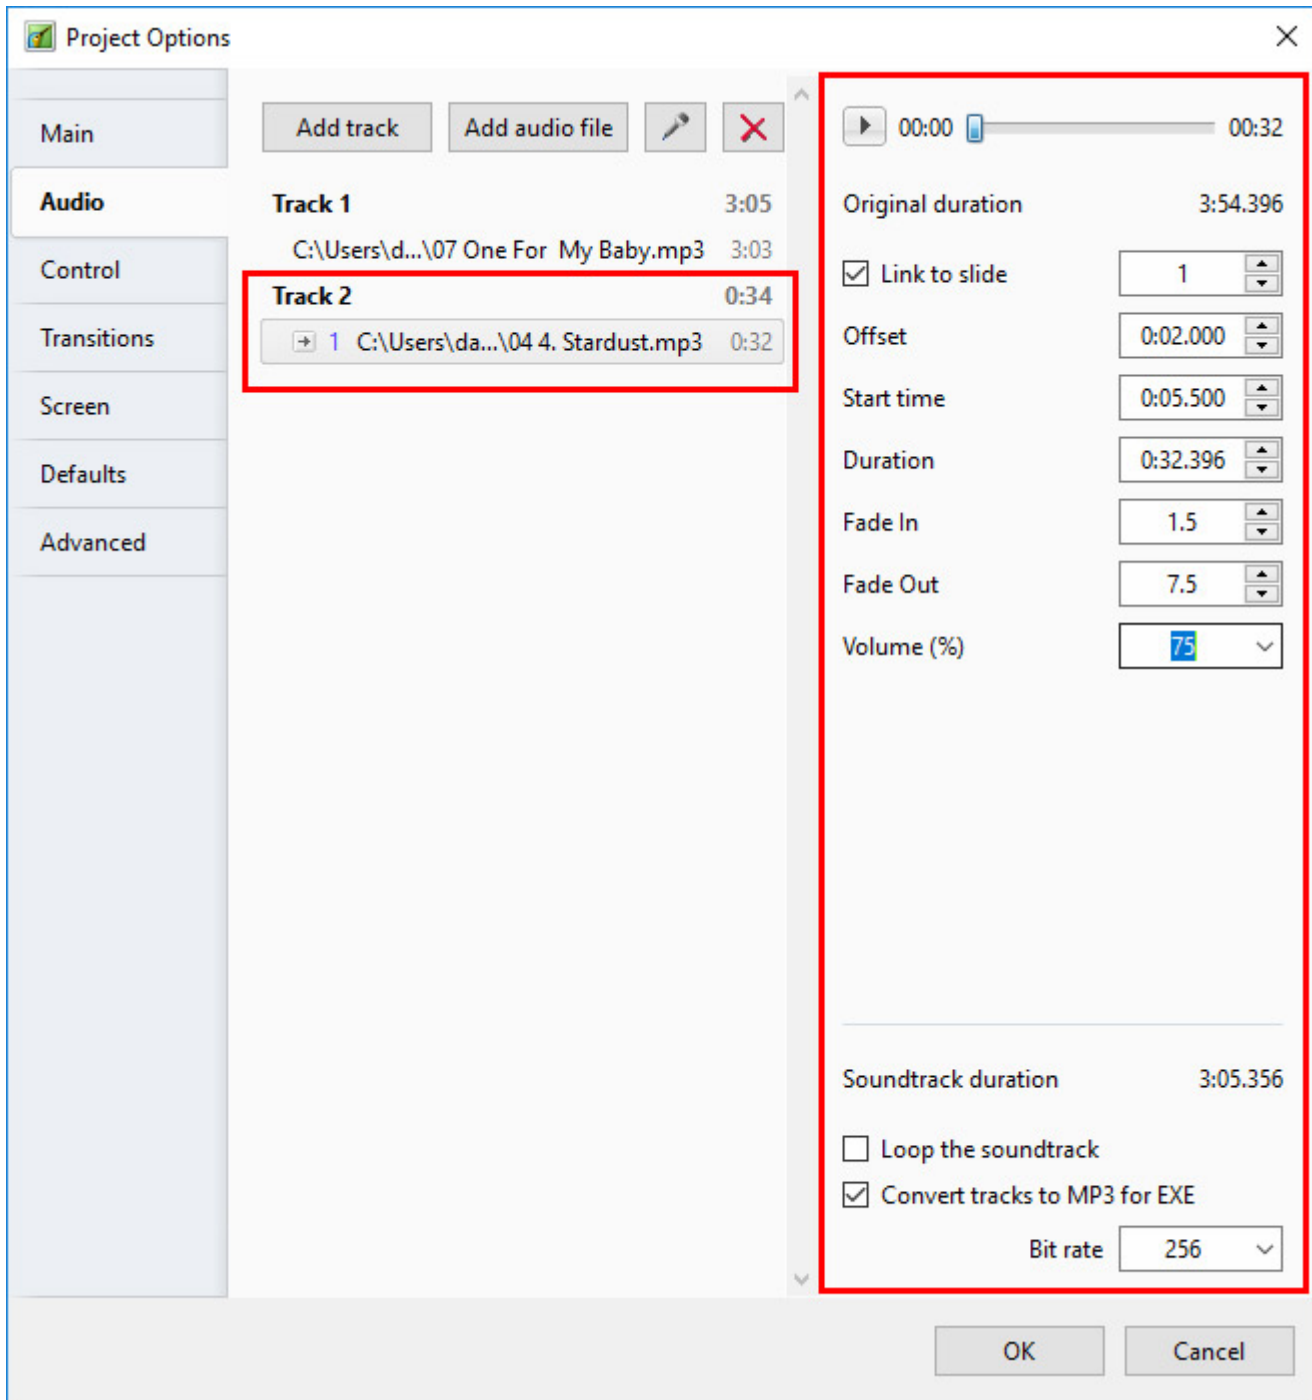 Project Options
Main
Audio
Control
Transitions
Screen
Defaults
Advanced
Add track Add audio file
Track 1 3:05
C:\Users\d...\07 One For  My Baby.mp3 3:03
Track 2 0:34
1 C:\Users\da...\04 4. Stardust.mp3 0:32
00:00 00:32
Original duration 3:54.396
Link to slide 1
Offset 0:02.000
Start time 0:05.500
Duration 0:32.396
Fade In 1.5
Fade Out 7.5
Volume (%) 75
Soundtrack duration 3:05.356
Loop the soundtrack
Convert tracks to MP3 for EXE
Bit rate 256
OK Cancel